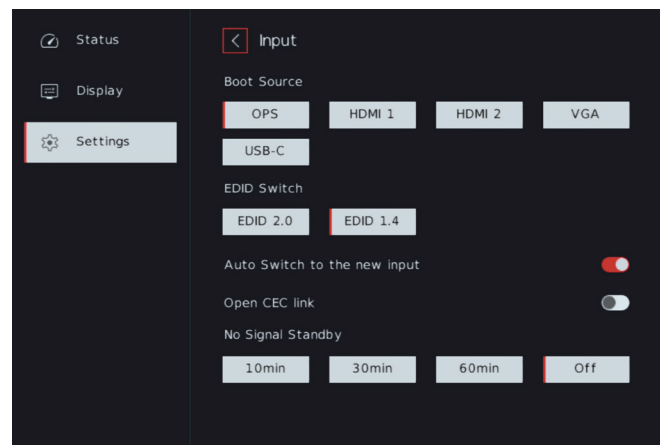 Status
Display
Settings
Input
Boot Source
OPS HDMI 1 HDMI 2 VGA
USB-C
EDID Switch
EDID 2.0 EDID 1.4
Auto Switch to the new input
Open CEC link
No Signal Standby
10min 30min 60min Off